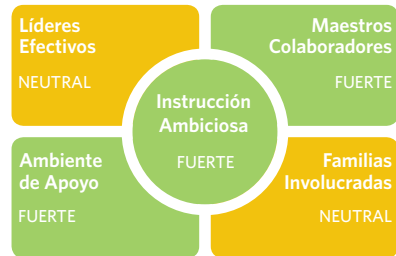 Líderes
Efectivos
NEUTRAL
Maestros
Colaboradores
FUERTE
Instrucción
Ambiciosa
FUERTE
Ambiente
de Apoyo
FUERTE
Familias
Involucradas
NEUTRAL